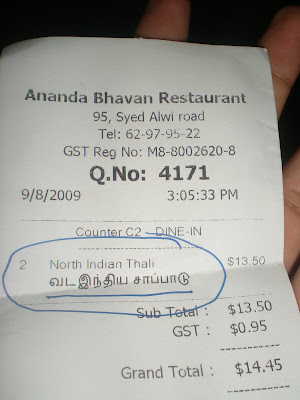 Ananda Bhavan Restaurant
95, Syed Alwi road
Tel: 62-97-95-22
GST Reg No: M8-8002620-8
Q.No: 4171
9/8/2009 3:05:33 PM
Counter C2 - DINE-IN
2 North Indian Thali $13.50
வட இந்திய சாப்பாடு
Sub Total : $13.50
GST : $0.95
Grand Total : $14.45